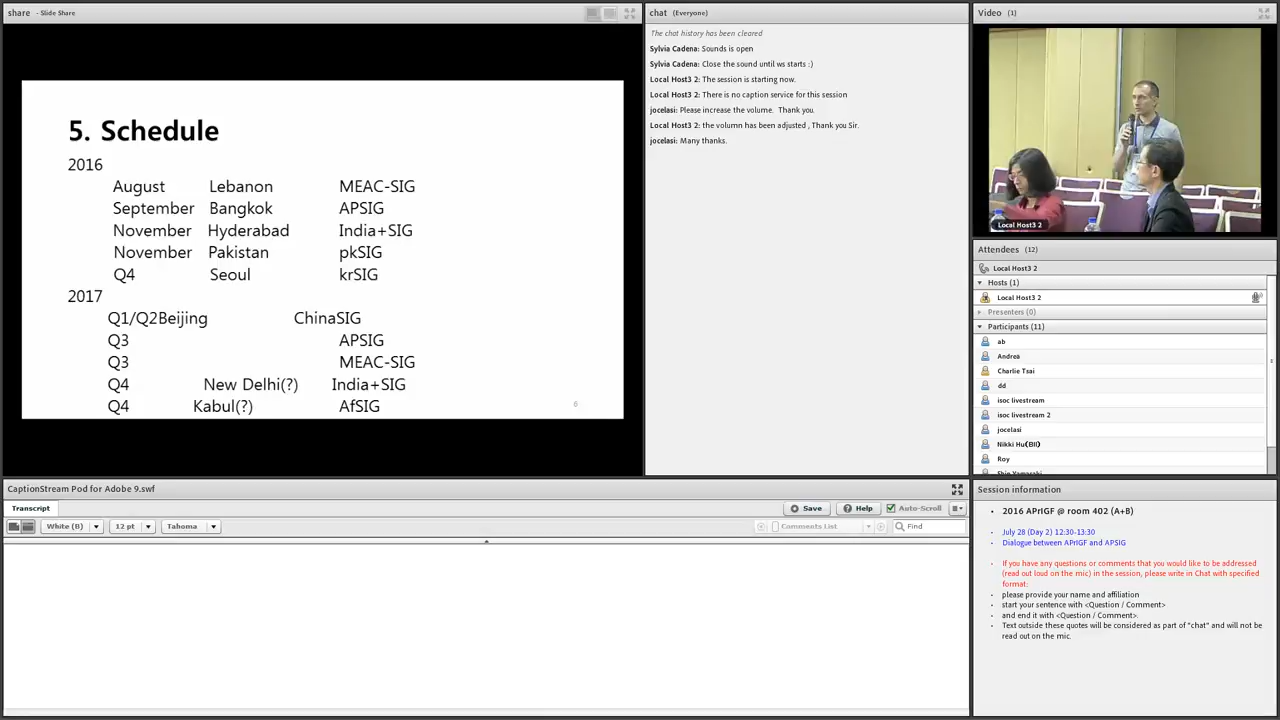 share - Slide Share
5. Schedule
2016
August Lebanon MEAC-SIG
September Bangkok APSIG
November Hyderabad India+SIG
November Pakistan pkSIG
Q4 Seoul krSIG
2017
Q1/Q2Beijing ChinaSIG
Q3 APSIG
Q3 MEAC-SIG
Q4 New Delhi(?) India+SIG
Q4 Kabul(?) AfSIG
6
chat (Everyone)
The chat history has been cleared
Sylvia Cadena: Sounds is open
Sylvia Cadena: Close the sound until ws starts :)
Local Host3 2: The session is starting now.
Local Host3 2: There is no caption service for this session
jocelasi: Please increase the volume. Thank you.
Local Host3 2: the volumn has been adjusted , Thank you Sir.
jocelasi: Many thanks.
Video (1)
Local Host3 2
Attendees (12)
Local Host3 2
Hosts (1)
Local Host3 2
Presenters (0)
Participants (11)
ab
Andrea
Charlie Tsai
dd
isoc livestream
isoc livestream 2
jocelasi
Nikki Hu(BII)
Roy
Shin Yamasaki
CaptionStream Pod for Adobe 9.swf
Transcript
Save Help Auto-Scroll
White (B) 12 pt Tahoma Comments List Find
Session information
• 2016 APrIGF @ room 402 (A+B)
• July 28 (Day 2) 12:30-13:30
• Dialogue between APrIGF and APSIG
• If you have any questions or comments that you would like to be addressed
(read out loud on the mic) in the session, please write in Chat with specified
format:
• please provide your name and affiliation
• start your sentence with <Question / Comment>
• and end it with <Question / Comment>.
• Text outside these quotes will be considered as part of "chat" and will not be
read out on the mic.